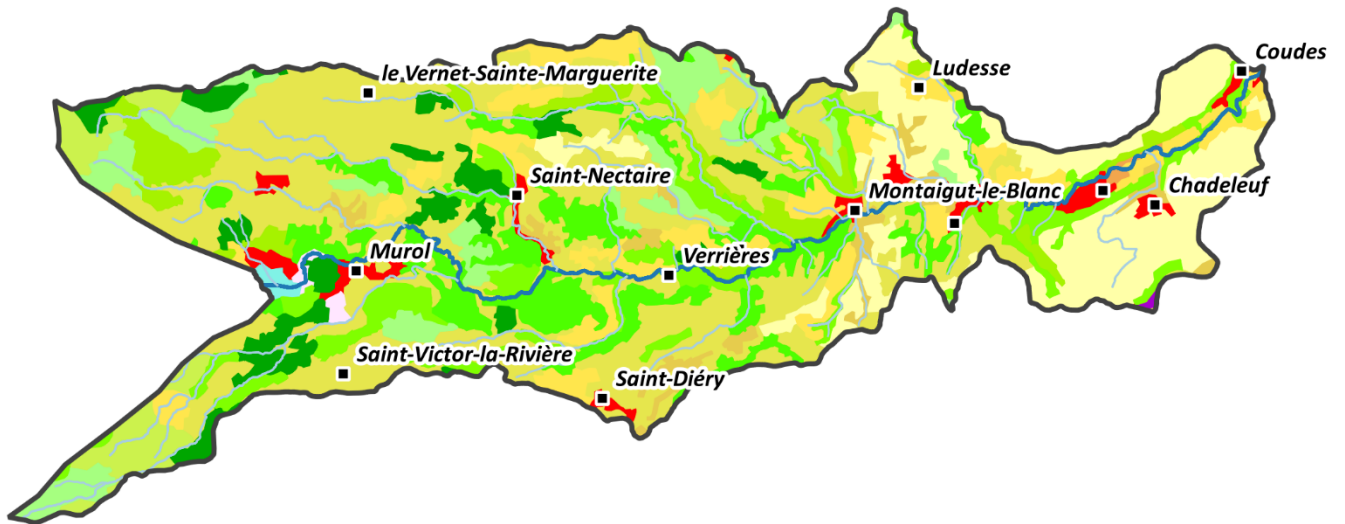 Coudes
le Vernet-Sainte-Marguerite
Ludesse
Saint-Nectaire
Montaigut-le-Blanc
Chadeleuf
Murol
Verrières
Saint-Victor-la-Rivière
Saint-Diéry